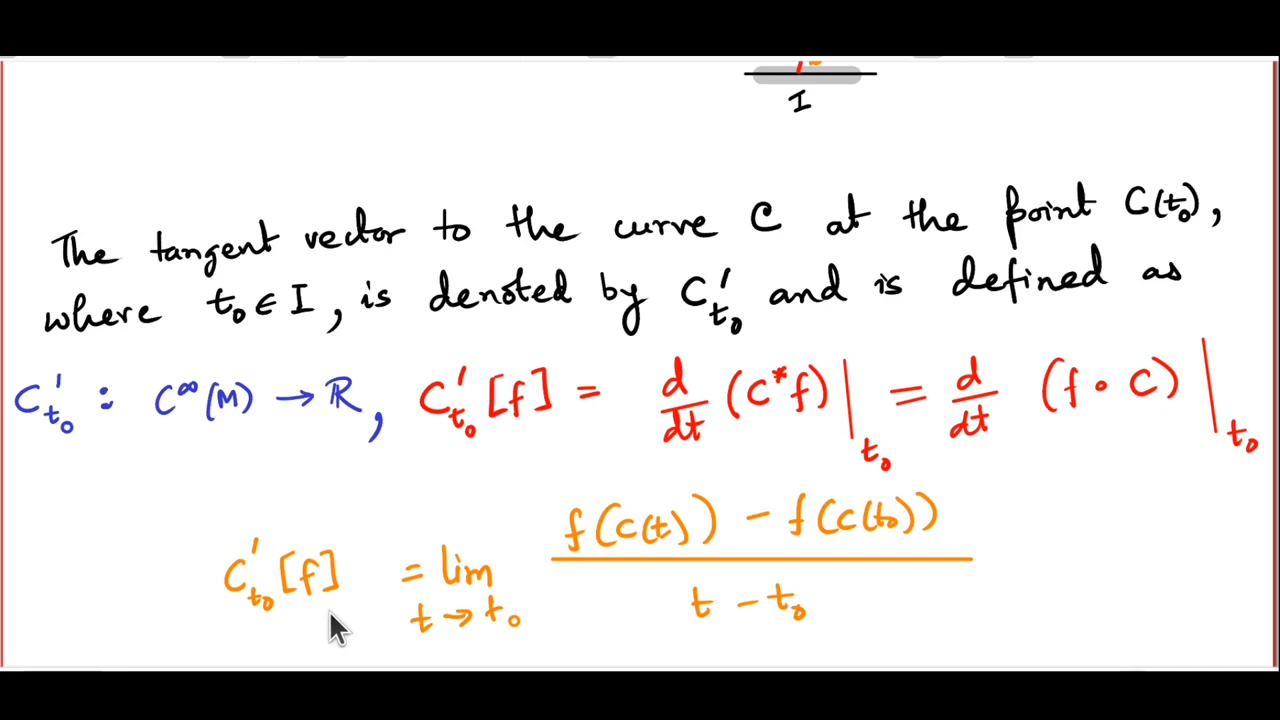 I
The tangent vector to the curve C at the point C(t₀),
where t₀ ∈ I, is denoted by C'ₜ₀ and is defined as
C'ₜ₀ : C^∞(M) → ℝ, C'ₜ₀[f] = d/dt (C*f)|ₜ₀ = d/dt (f ∘ C)|ₜ₀
C'ₜ₀[f] = lim t → t₀ f(C(t)) - f(C(t₀)) / t - t₀